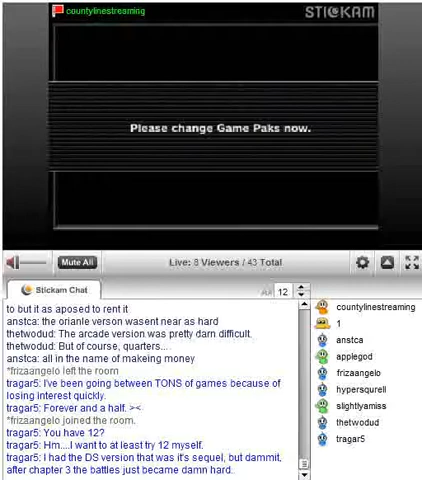 countylinestreaming
STICKAM
Please change Game Paks now.
Mute All
Live: 8 Viewers / 43 Total
Stickam Chat
AA 12
to but it as aposed to rent it
anstca: the orianle verson wasent near as hard
thetwodud: The arcade version was pretty darn difficult.
thetwodud: But of course, quarters...
anstca: all in the name of makeing money
*frizaangelo left the room
tragar5: I've been going between TONS of games because of
losing interest quickly.
tragar5: Forever and a half. ><
*frizaangelo joined the room.
tragar5: You have 12?
tragar5: Hm....I want to at least try 12 myself.
tragar5: I had the DS version that was it's sequel, but dammit,
after chapter 3 the battles just became damn hard.
countylinestreaming
1
anstca
applegod
frizaangelo
hypersqurell
slightlyamiss
thetwodud
tragar5